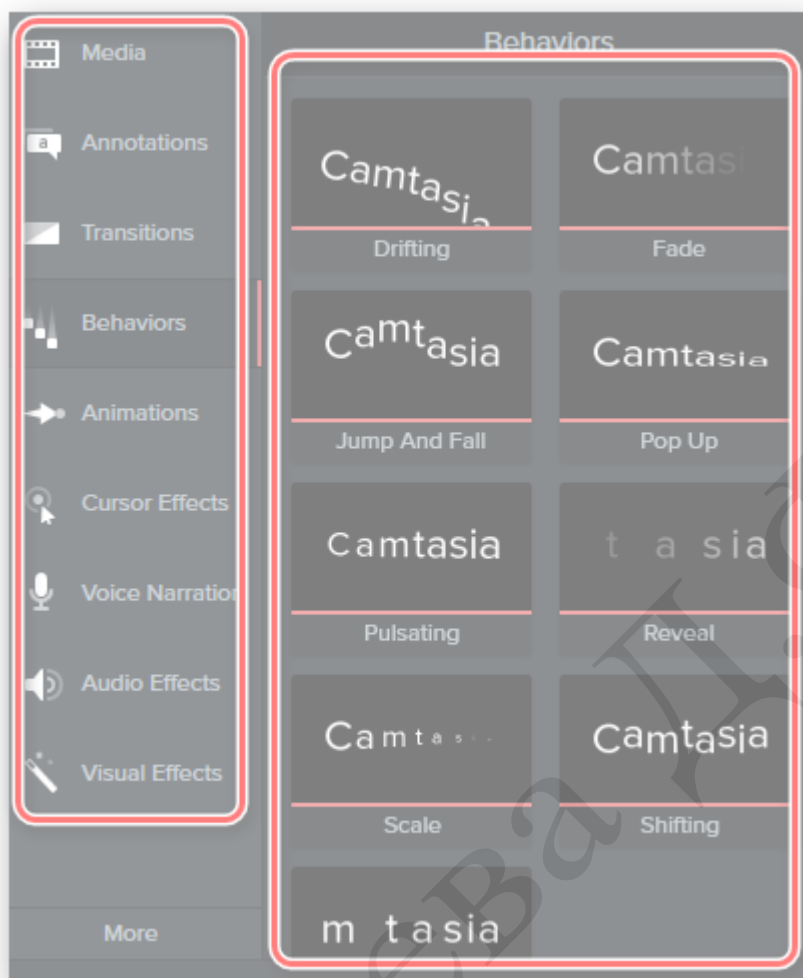 Media
Annotations
Transitions
Behaviors
Animations
Cursor Effects
Voice Narration
Audio Effects
Visual Effects
More
Behaviors
Camtasia
Drifting
Camtasi
Fade
Camtasia
Jump And Fall
Camtasia
Pop Up
Camtasia
Pulsating
t a sia
Reveal
Camtas
Scale
Camtasia
Shifting
m tasia